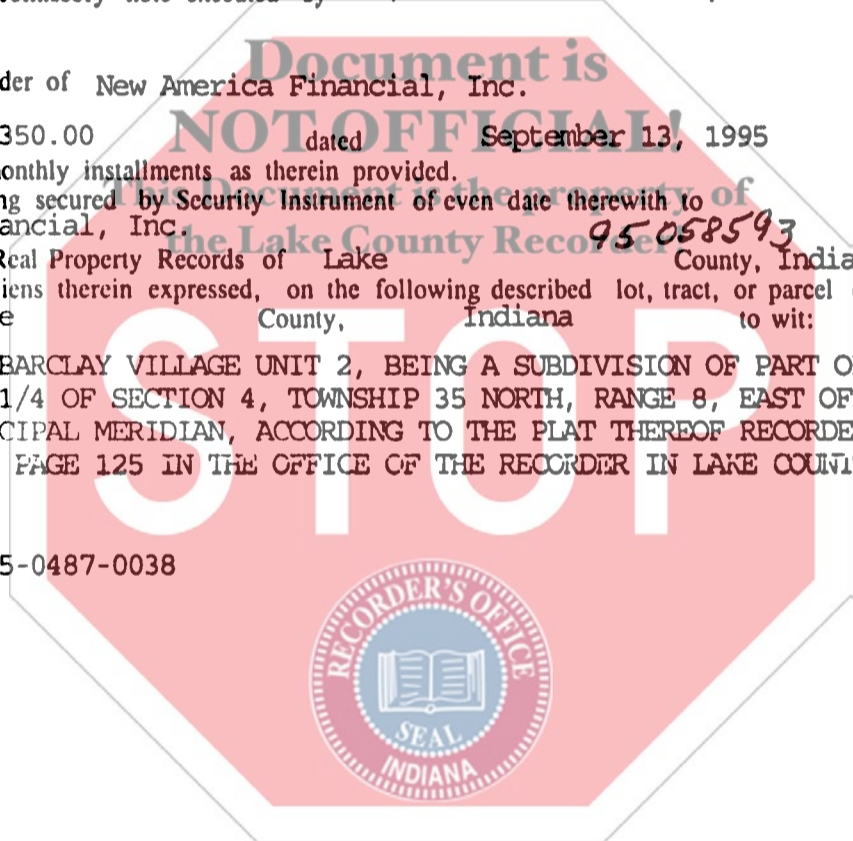 Document is
der of New America Financial, Inc.
NOT OFFICIAL!
350.00 dated September 13, 1995
onthly installments as therein provided.
This Document is the property of
ng secured by Security Instrument of even date therewith to
ancial, Inc. 95058593
the Lake County Recorder
Real Property Records of Lake County, India
iens therein expressed, on the following described lot, tract, or parcel
e County, Indiana to wit:
STOP
BARCLAY VILLAGE UNIT 2, BEING A SUBDIVISION OF PART O
1/4 OF SECTION 4, TOWNSHIP 35 NORTH, RANGE 8, EAST OF
CIPAL MERIDIAN, ACCORDING TO THE PLAT THEREOF RECORDE
PAGE 125 IN THE OFFICE OF THE RECORDER IN LAKE COUNT
5-0487-0038
RECORDER'S OFFICE
SEAL
INDIANA